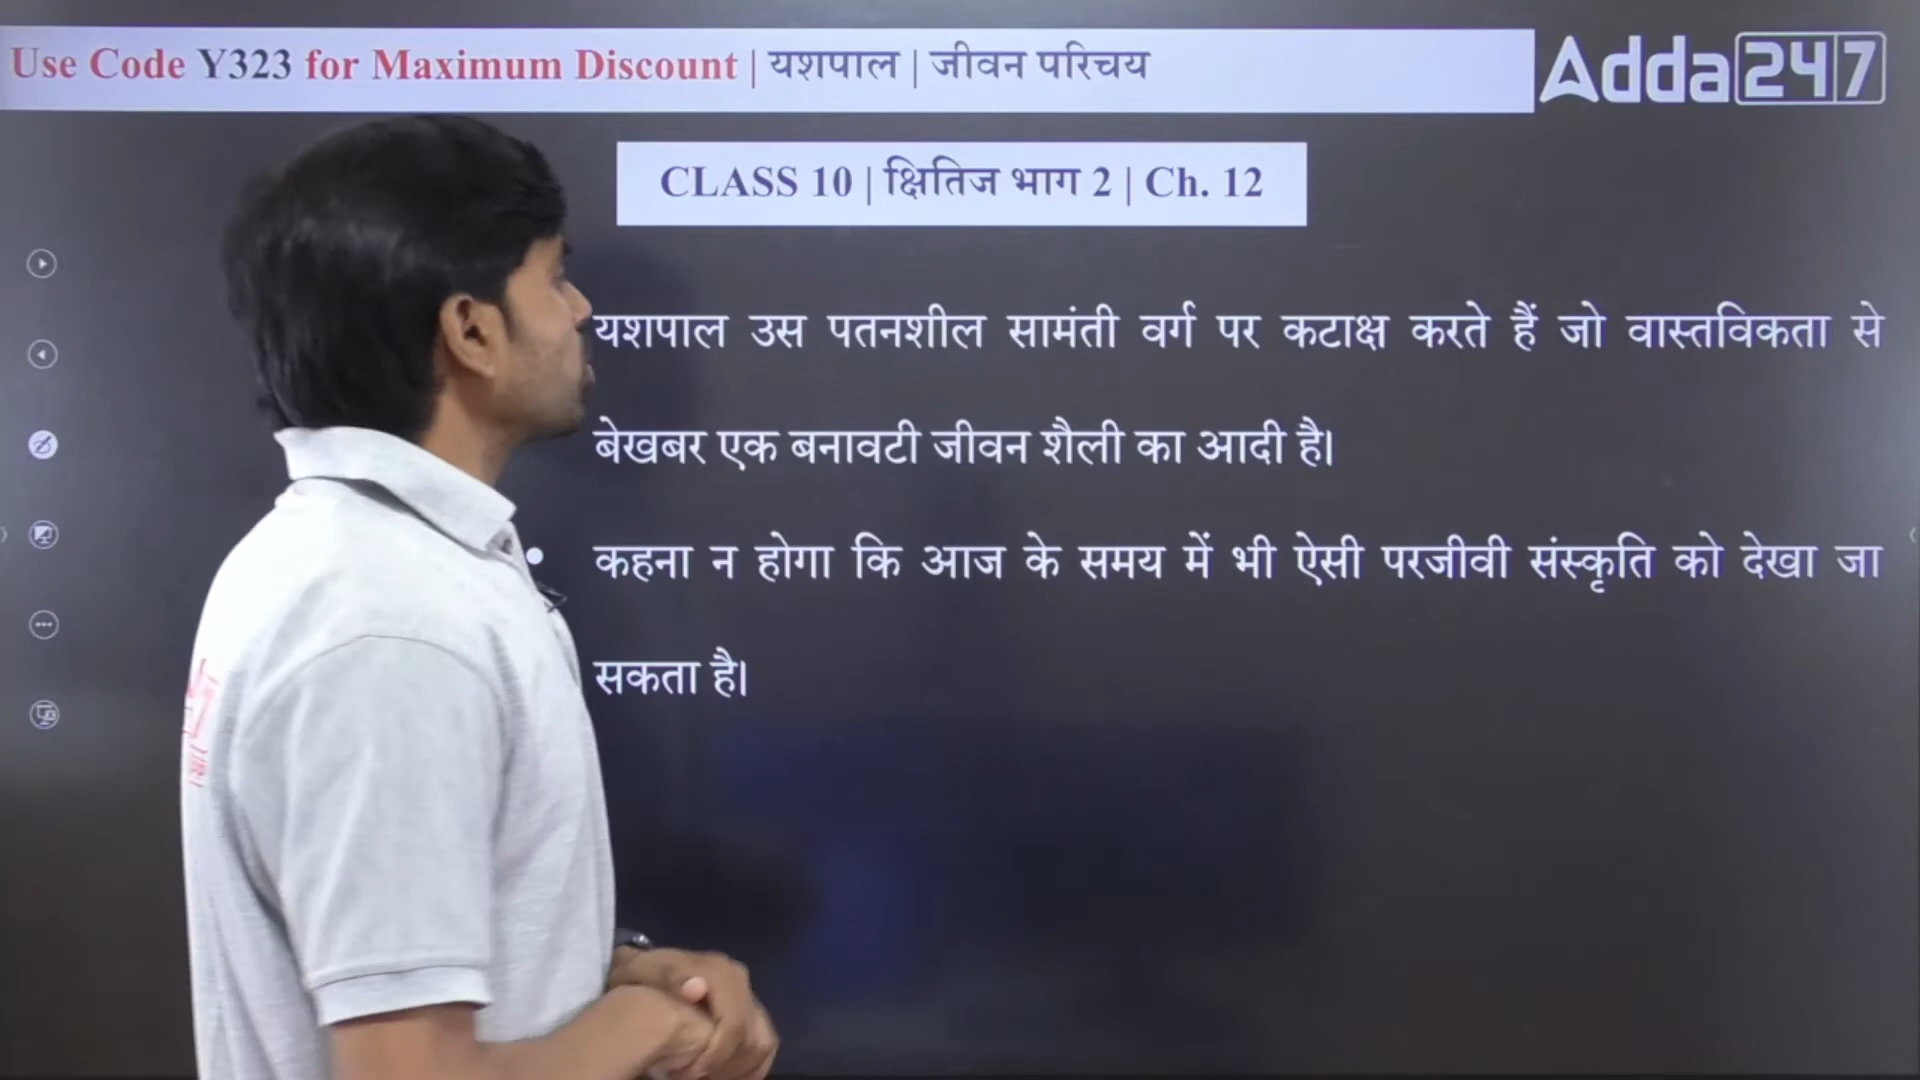 Use Code Y323 for Maximum Discount | यशपाल | जीवन परिचय
Adda247
CLASS 10 | क्षितिज भाग 2 | Ch. 12
यशपाल उस पतनशील सामंती वर्ग पर कटाक्ष करते हैं जो वास्तविकता से
बेखबर एक बनावटी जीवन शैली का आदी है।
• कहना न होगा कि आज के समय में भी ऐसी परजीवी संस्कृति को देखा जा
सकता है।